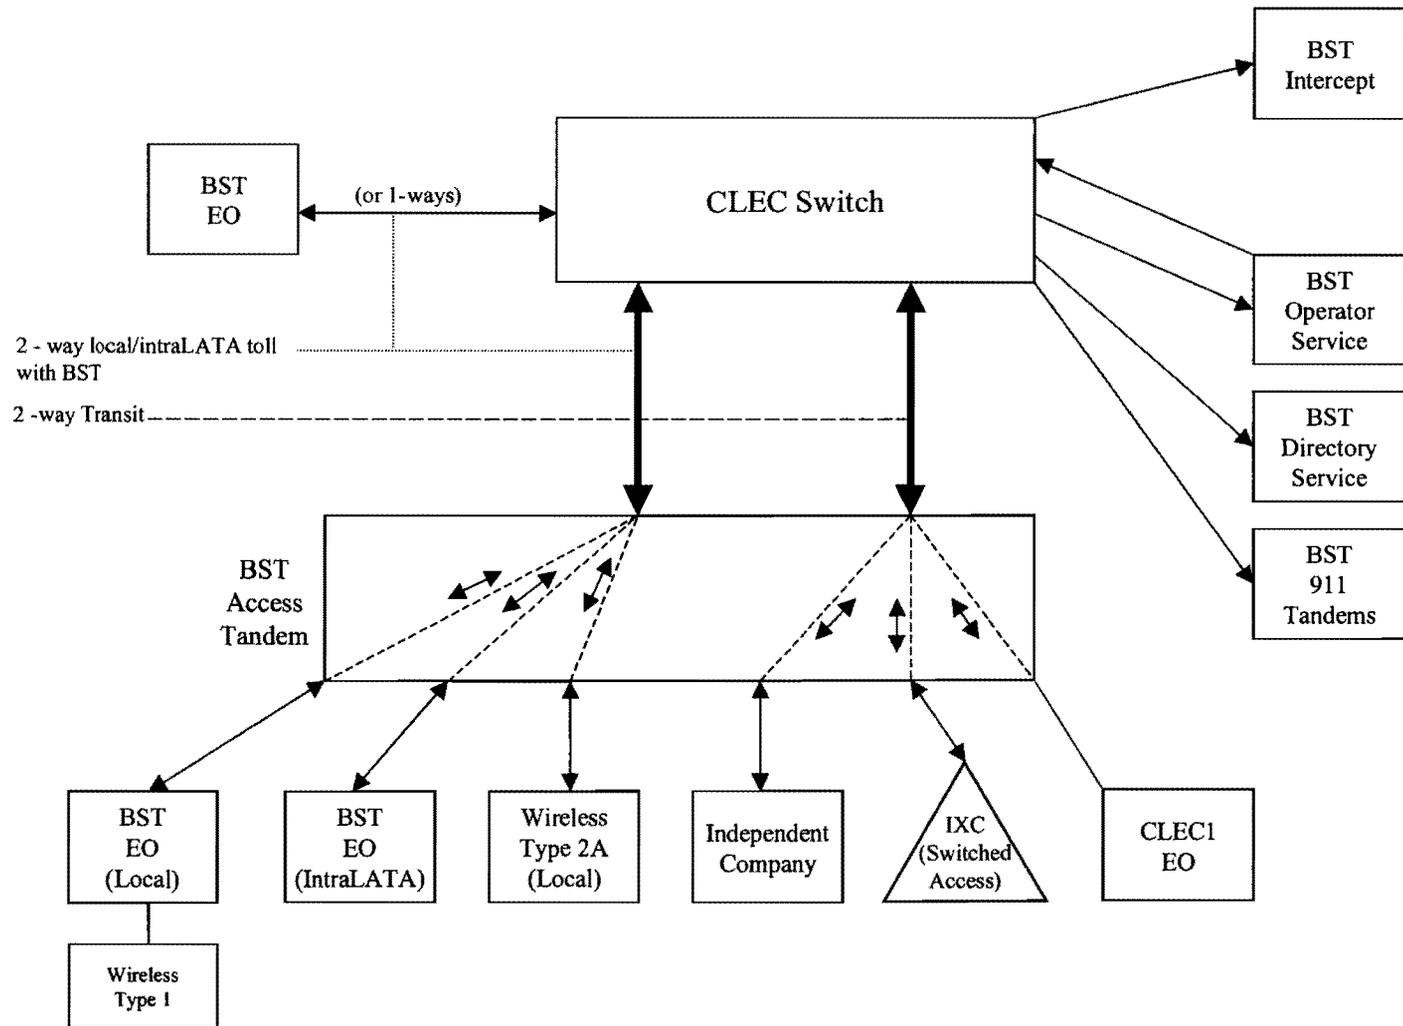 BST
Intercept
BST
EO
(or 1-ways)
CLEC Switch
BST
Operator
Service
2 - way local/intraLATA toll
with BST
2 -way Transit
BST
Directory
Service
BST
911
Tandems
BST
Access
Tandem
BST
EO
(Local)
BST
EO
(IntraLATA)
Wireless
Type 2A
(Local)
Independent
Company
IXC
(Switched
Access)
CLEC1
EO
Wireless
Type 1